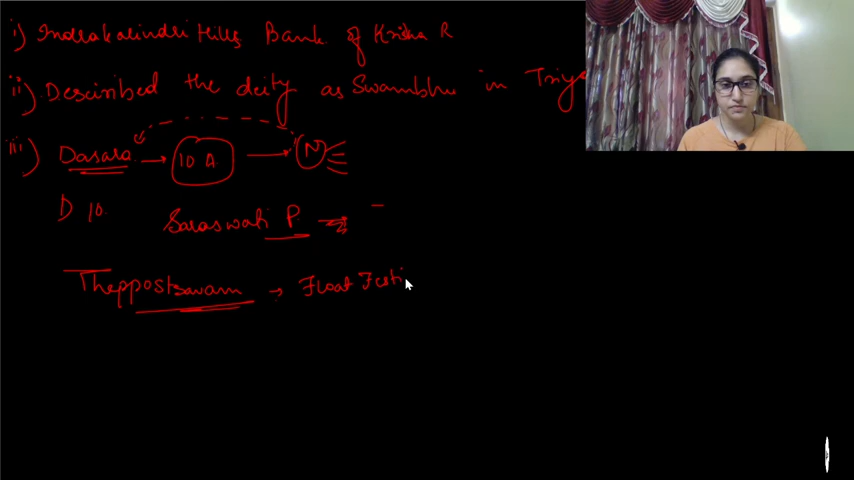 i) Indrakalindri Hills Bank of Krisha R
ii) Described the deity as Swambhu in Triy
iii) Dasara → 10 A → N
D 10. Saraswati P. →
Theppostsavam → Float Festi